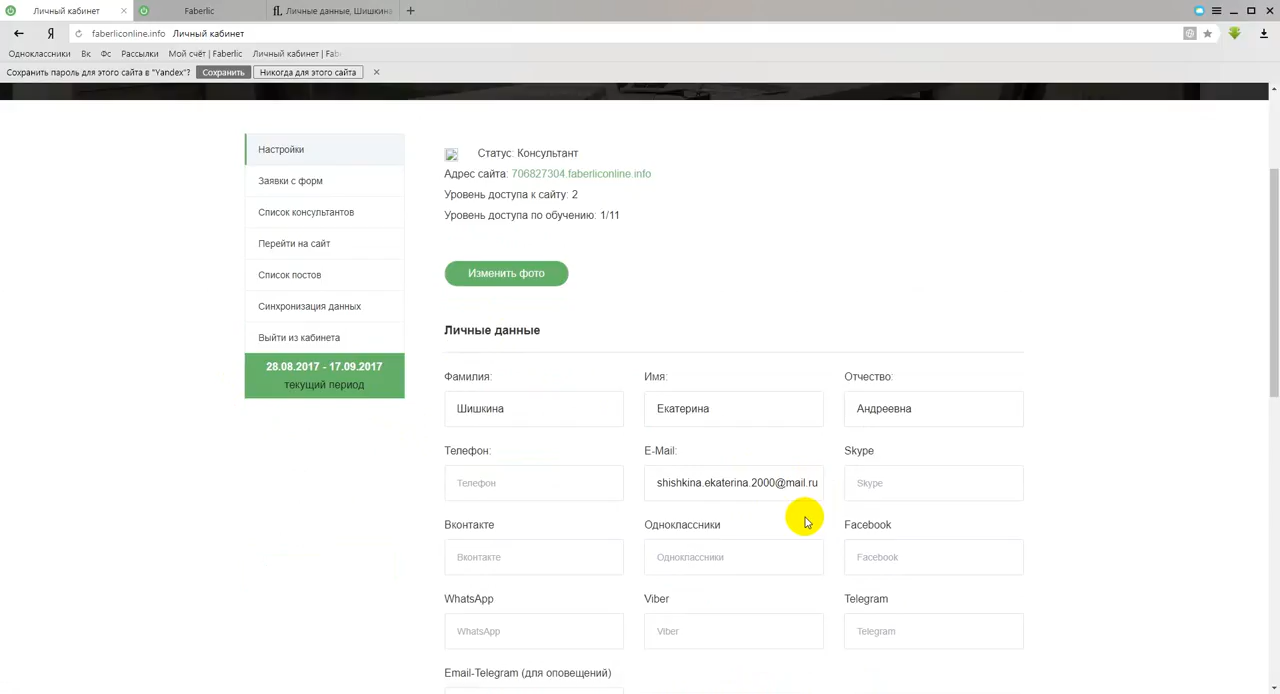 Личный кабинет
Faberlic
Личные данные, Шишкина
faberliconline.info Личный кабинет
Одноклассники Вк Фс Рассылки Мой счёт | Faberlic Личный кабинет | Fab
Сохранить пароль для этого сайта в "Yandex"? Сохранить Никогда для этого сайта
Настройки
Заявки с форм
Список консультантов
Перейти на сайт
Список постов
Синхронизация данных
Выйти из кабинета
28.08.2017 - 17.09.2017
текущий период
Статус: Консультант
Адрес сайта: 706827304.faberliconline.info
Уровень доступа к сайту: 2
Уровень доступа по обучению: 1/11
Изменить фото
Личные данные
Фамилия: Имя: Отчество:
Шишкина Екатерина Андреевна
Телефон: E-Mail: Skype
Телефон shishkina.ekaterina.2000@mail.ru Skype
Вконтакте Одноклассники Facebook
Вконтакте Одноклассники Facebook
WhatsApp Viber Telegram
WhatsApp Viber Telegram
Email-Telegram (для оповещений)